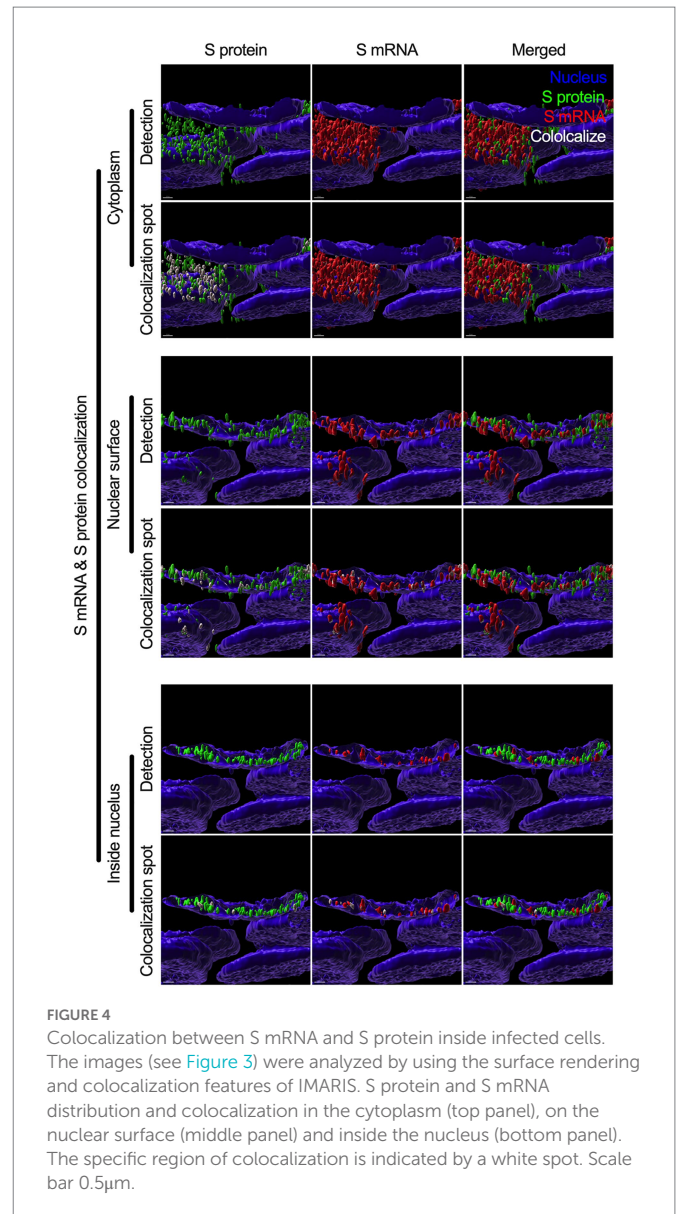 S protein
S mRNA
Merged
Nucleus
S protein
S mRNA
Cololcalize
S mRNA & S protein colocalization
Cytoplasm
Detection
Colocalization spot
Nuclear surface
Detection
Colocalization spot
Inside nucelus
Detection
Colocalization spot
FIGURE 4
Colocalization between S mRNA and S protein inside infected cells.
The images (see Figure 3) were analyzed by using the surface rendering
and colocalization features of IMARIS. S protein and S mRNA
distribution and colocalization in the cytoplasm (top panel), on the
nuclear surface (middle panel) and inside the nucleus (bottom panel).
The specific region of colocalization is indicated by a white spot. Scale
bar 0.5μm.